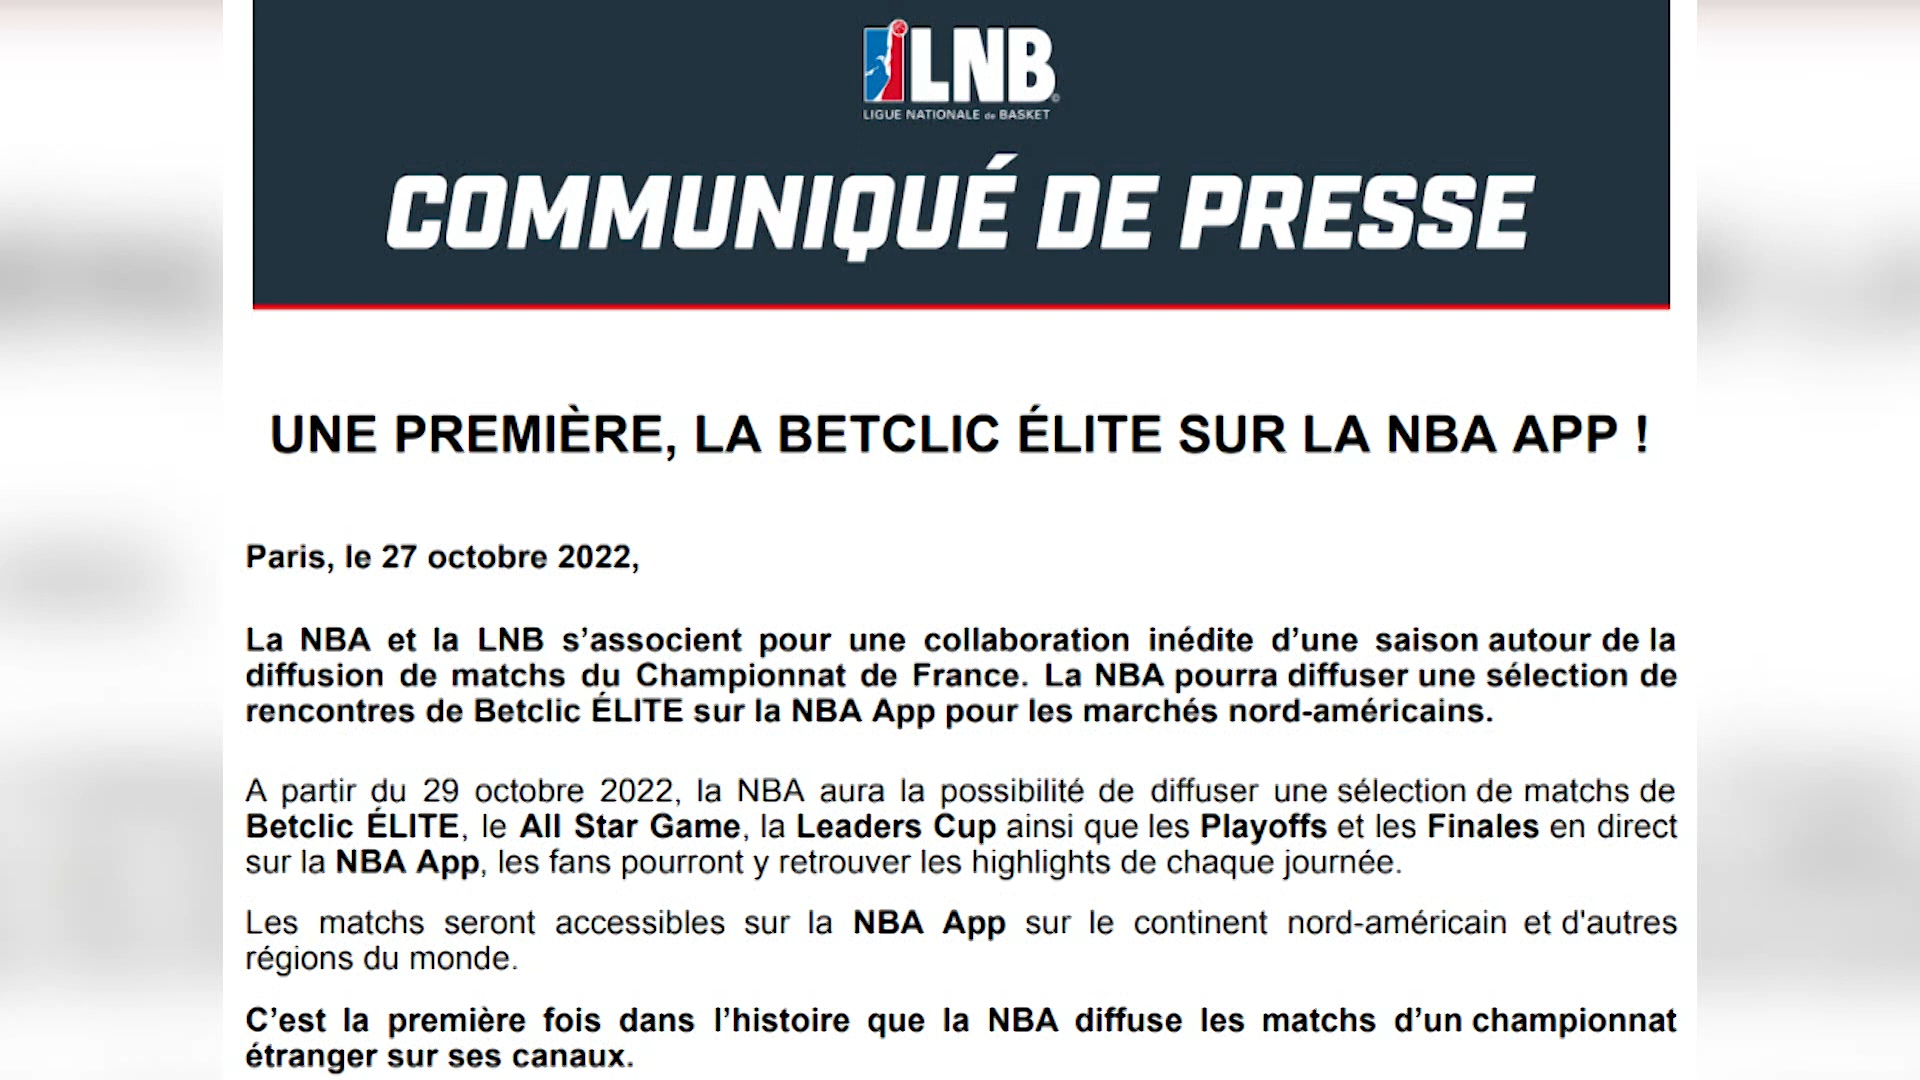 LNB
LIGUE NATIONALE de BASKET
COMMUNIQUÉ DE PRESSE
UNE PREMIÈRE, LA BETCLIC ÉLITE SUR LA NBA APP !
Paris, le 27 octobre 2022,
La NBA et la LNB s’associent pour une collaboration inédite d’une saison autour de la
diffusion de matchs du Championnat de France. La NBA pourra diffuser une sélection de
rencontres de Betclic ÉLITE sur la NBA App pour les marchés nord-américains.
A partir du 29 octobre 2022, la NBA aura la possibilité de diffuser une sélection de matchs de
Betclic ÉLITE, le All Star Game, la Leaders Cup ainsi que les Playoffs et les Finales en direct
sur la NBA App, les fans pourront y retrouver les highlights de chaque journée.
Les matchs seront accessibles sur la NBA App sur le continent nord-américain et d'autres
régions du monde.
C’est la première fois dans l’histoire que la NBA diffuse les matchs d’un championnat
étranger sur ses canaux.